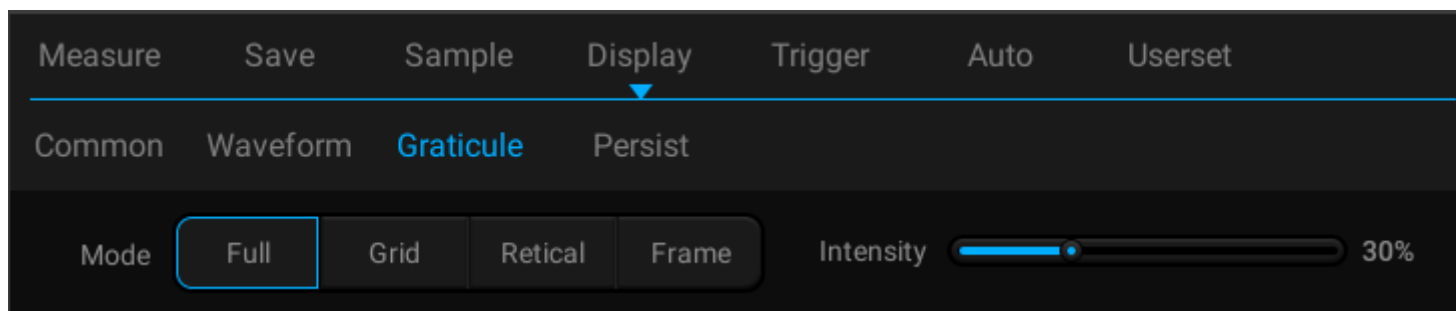 Measure Save Sample Display Trigger Auto Userset
Common Waveform Graticule Persist
Mode Full Grid Retical Frame Intensity 30%